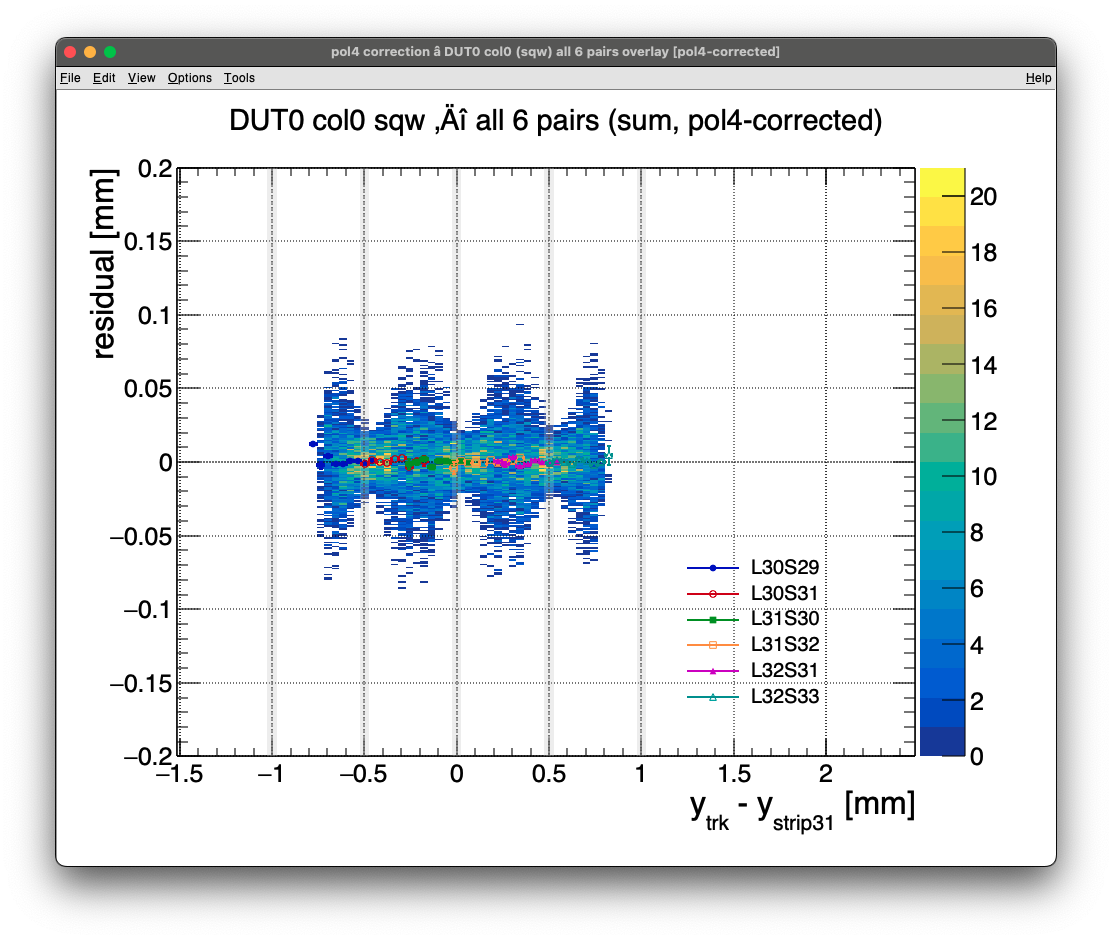 pol4 correction â DUT0 col0 (sqw) all 6 pairs overlay [pol4-corrected]
File Edit View Options Tools Help
DUT0 col0 sqw ‚Äî all 6 pairs (sum, pol4-corrected)
residual [mm]
0.2
0.15
0.1
0.05
0
−0.05
−0.1
−0.15
−0.2
−1.5 −1 −0.5 0 0.5 1 1.5 2
y_trk - y_strip31 [mm]
L30S29
L30S31
L31S30
L31S32
L32S31
L32S33
20
18
16
14
12
10
8
6
4
2
0